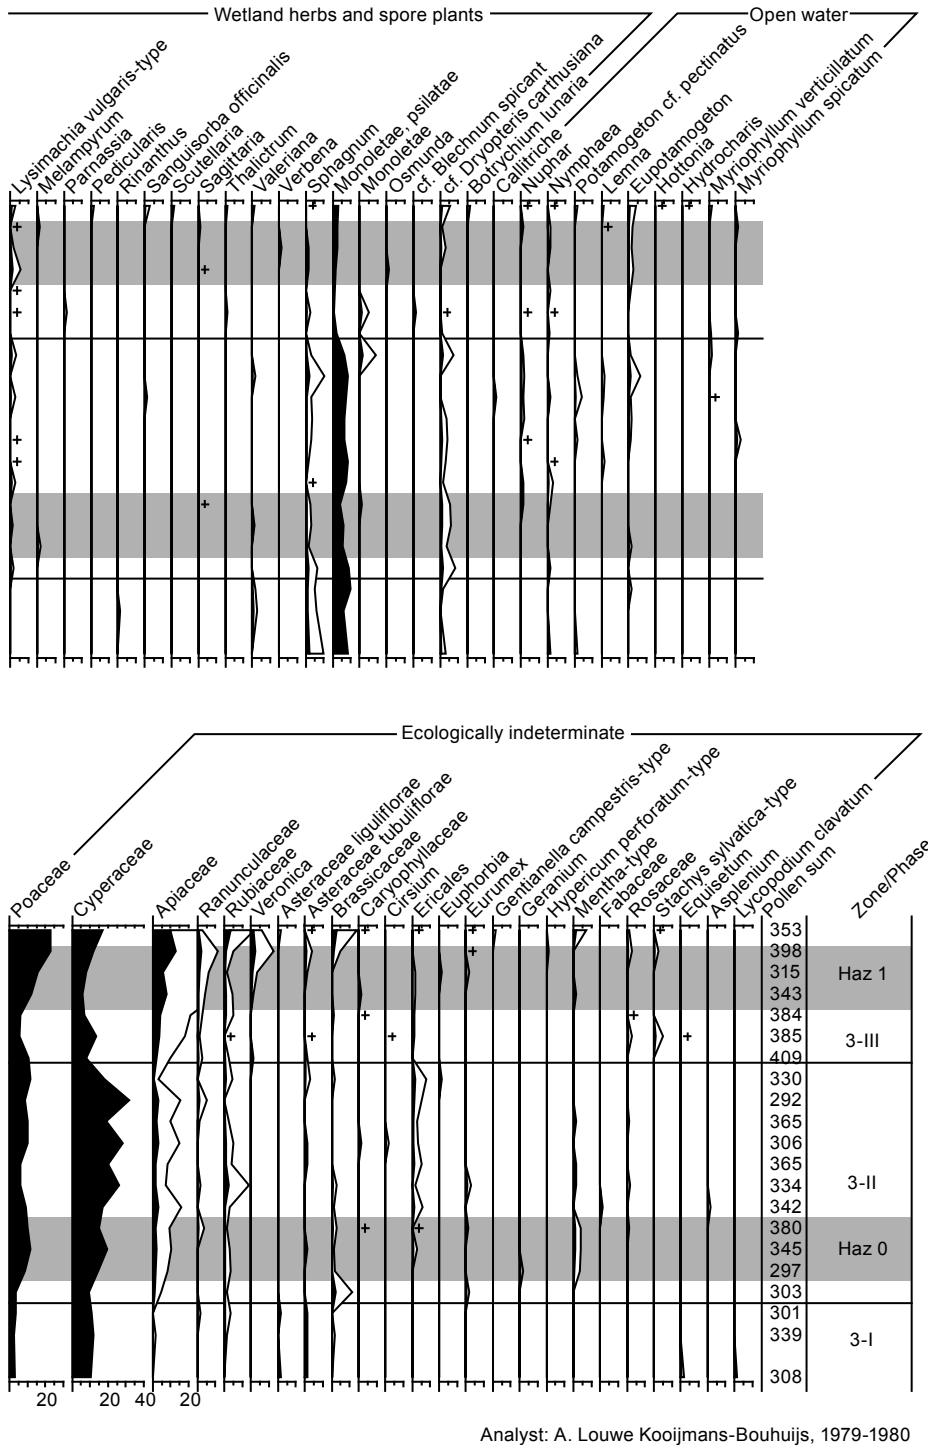 Wetland herbs and spore plants
Open water
Lysimachia vulgaris-type
Melampyrum
Parnassia
Pedicularis
Rinanthus
Sanguisorba officinalis
Scutellaria
Sagittaria
Thalictrum
Valeriana
Verbena
Sphagnum
Monoletae, psilatae
Monoletae
Osmunda
cf. Blechnum spicant
cf. Dryopteris carthusiana
Botrychium lunaria
Callitriche
Nuphar
Nymphaea
Potamogeton cf. pectinatus
Lemna
Eupotamogeton
Hottonia
Hydrocharis
Myriophyllum verticillatum
Myriophyllum spicatum
Ecologically indeterminate
Poaceae
Cyperaceae
Apiaceae
Ranunculaceae
Rubiaceae
Veronica
Asteraceae liguliflorae
Asteraceae tubuliflorae
Brassicaceae
Caryophyllaceae
Cirsium
Ericales
Euphorbia
Eurumex
Gentianella campestris-type
Geranium
Hypericum perforatum-type
Mentha-type
Fabaceae
Rosaceae
Stachys sylvatica-type
Equisetum
Asplenium
Lycopodium clavatum
Pollen sum
Zone/Phase
353
398
315
343
384
385
409
330
292
365
306
365
334
342
380
345
297
303
301
339
308
Haz 1
3-III
3-II
Haz 0
3-I
20 20 40 20
Analyst: A. Louwe Kooijmans-Bouhuijs, 1979-1980